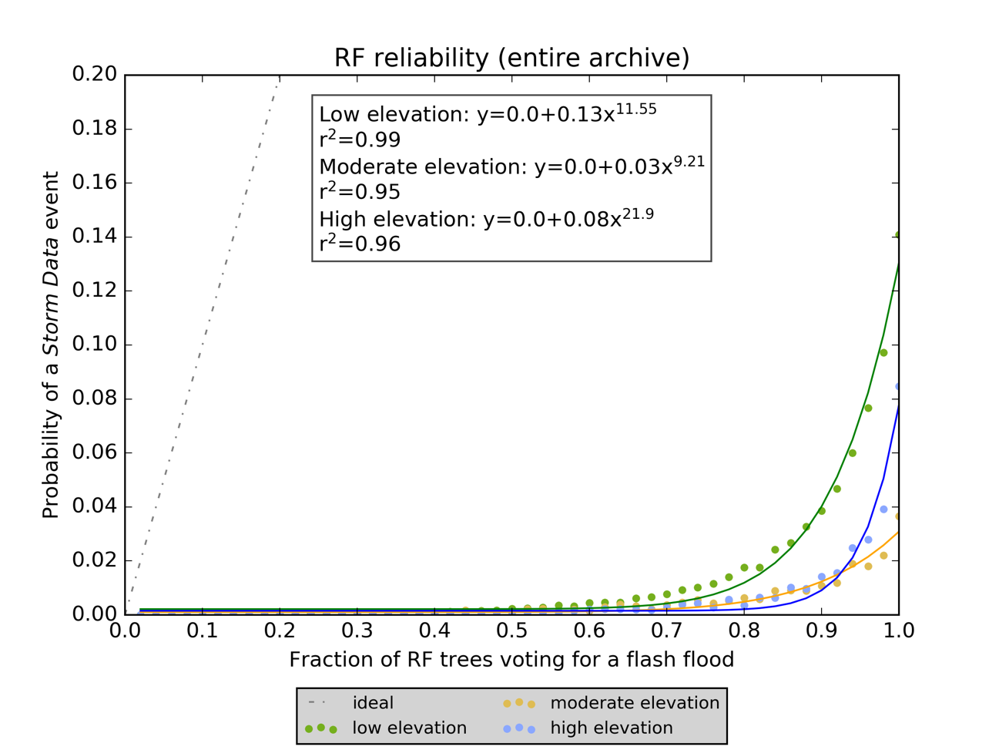 RF reliability (entire archive)
0.20
0.18
0.16
0.14
0.12
0.10
0.08
0.06
0.04
0.02
0.00
Probability of a Storm Data event
Low elevation: y=0.0+0.13x^11.55
r²=0.99
Moderate elevation: y=0.0+0.03x^9.21
r²=0.95
High elevation: y=0.0+0.08x^21.9
r²=0.96
0.0 0.1 0.2 0.3 0.4 0.5 0.6 0.7 0.8 0.9 1.0
Fraction of RF trees voting for a flash flood
ideal moderate elevation
low elevation high elevation